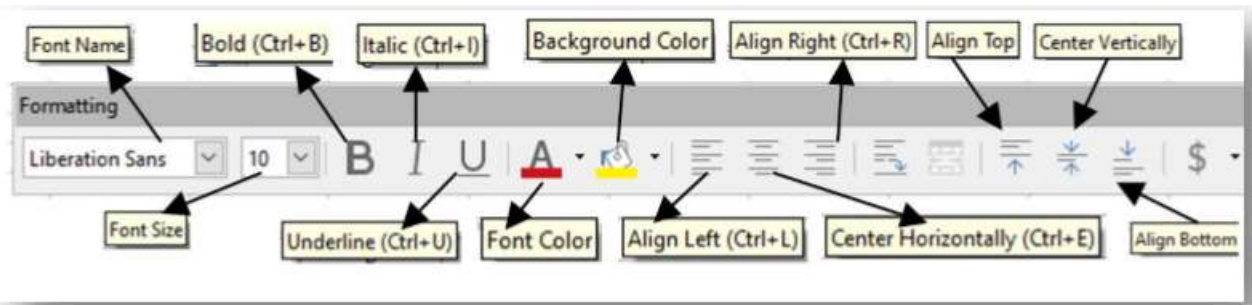 Font Name
Bold (Ctrl+B)
Italic (Ctrl+I)
Background Color
Align Right (Ctrl+R)
Align Top
Center Vertically
Formatting
Liberation Sans
10
B
I
U
A
$
Font Size
Underline (Ctrl+U)
Font Color
Align Left (Ctrl+L)
Center Horizontally (Ctrl+E)
Align Bottom